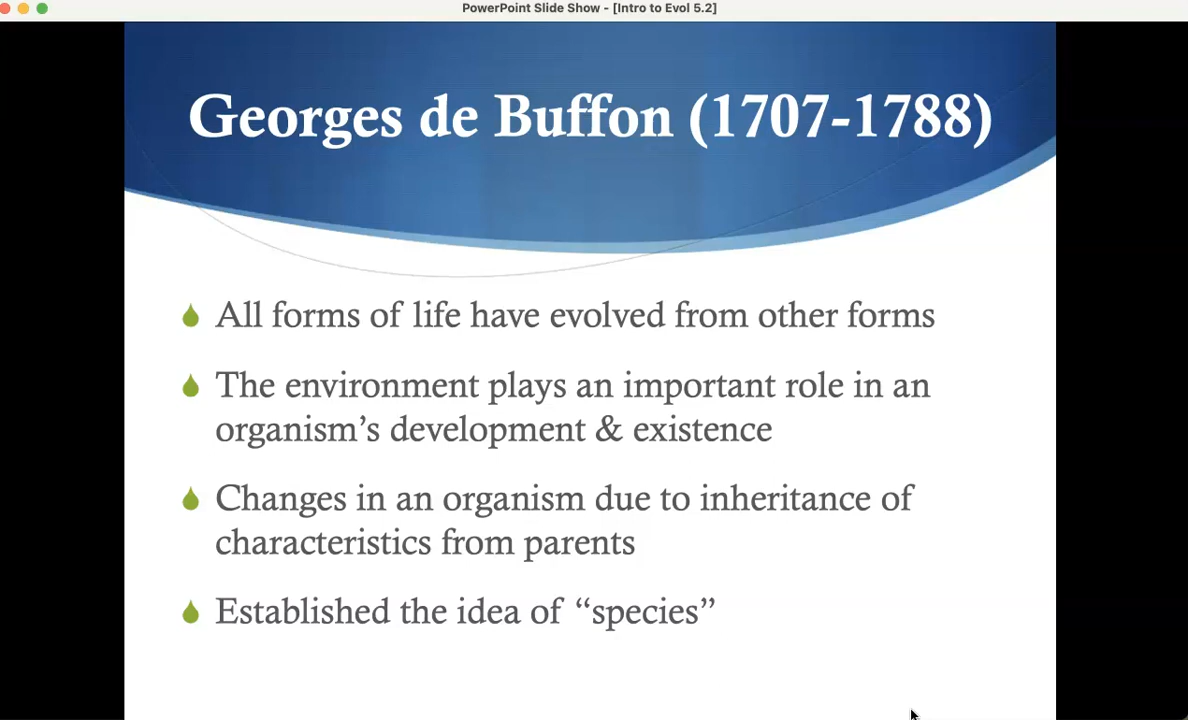 PowerPoint Slide Show - [Intro to Evol 5.2]
Georges de Buffon (1707-1788)
All forms of life have evolved from other forms
The environment plays an important role in an
organism’s development & existence
Changes in an organism due to inheritance of
characteristics from parents
Established the idea of “species”